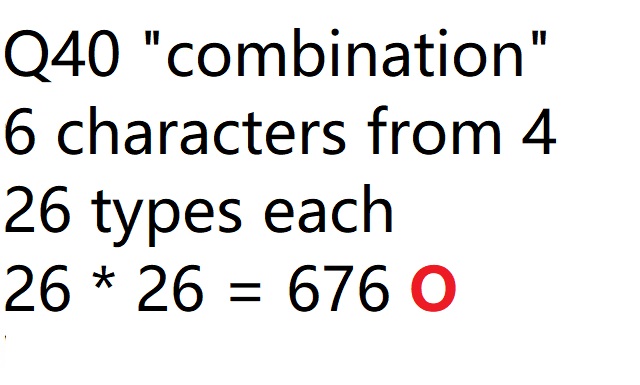 Q40 "combination"
6 characters from 4
26 types each
26 * 26 = 676 O